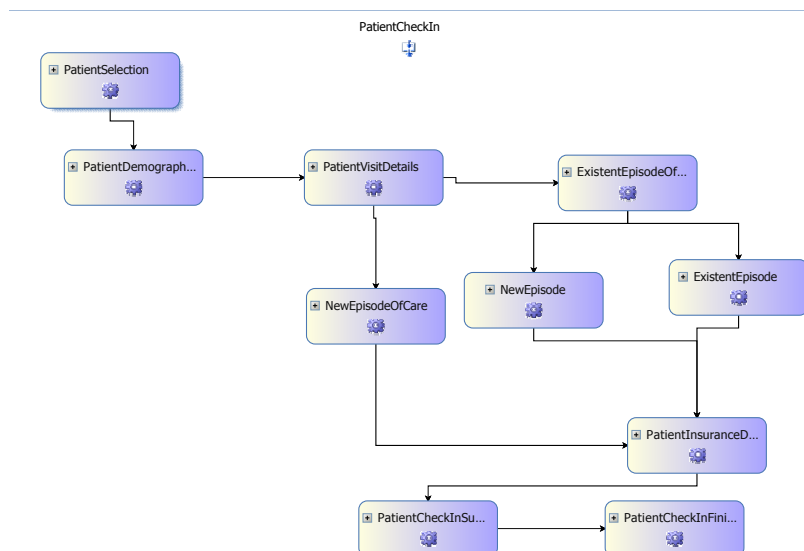 PatientCheckIn
PatientSelection
PatientDemograph...
PatientVisitDetails
ExistentEpisodeOf...
NewEpisodeOfCare
NewEpisode
ExistentEpisode
PatientInsuranceD...
PatientCheckInSu...
PatientCheckInFini...